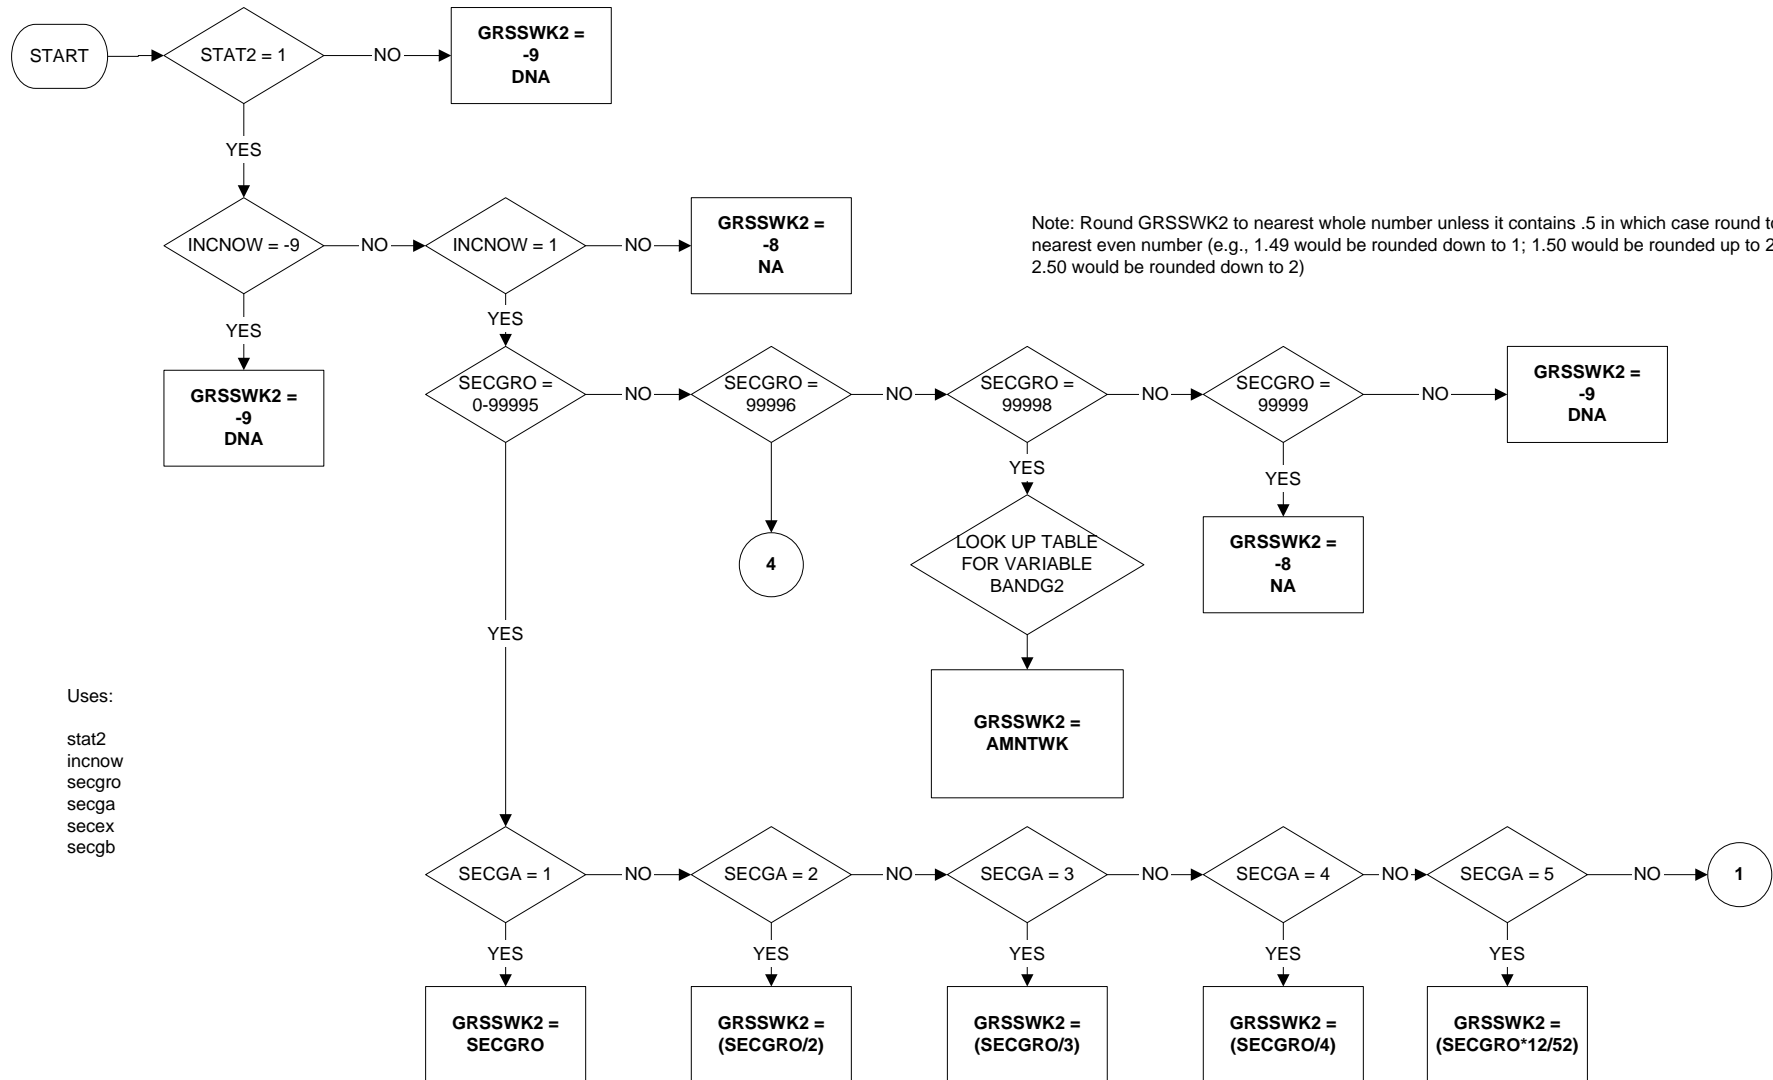 START
STAT2 = 1
NO
GRSSWK2 =
-9
DNA
YES
INCNOW = -9
NO
INCNOW = 1
NO
GRSSWK2 =
-8
NA
Note: Round GRSSWK2 to nearest whole number unless it contains .5 in which case round
nearest even number (e.g., 1.49 would be rounded down to 1; 1.50 would be rounded up to 2
2.50 would be rounded down to 2)
YES
YES
GRSSWK2 =
-9
DNA
SECGRO =
0-99995
NO
SECGRO =
99996
NO
SECGRO =
99998
NO
SECGRO =
99999
NO
GRSSWK2 =
-9
DNA
YES
YES
4
LOOK UP TABLE
FOR VARIABLE
BANDG2
GRSSWK2 =
-8
NA
YES
GRSSWK2 =
AMNTWK
Uses:
stat2
incnow
secgro
secga
secex
secgb
SECGA = 1
NO
SECGA = 2
NO
SECGA = 3
NO
SECGA = 4
NO
SECGA = 5
NO
1
YES
YES
YES
YES
YES
GRSSWK2 =
SECGRO
GRSSWK2 =
(SECGRO/2)
GRSSWK2 =
(SECGRO/3)
GRSSWK2 =
(SECGRO/4)
GRSSWK2 =
(SECGRO*12/52)